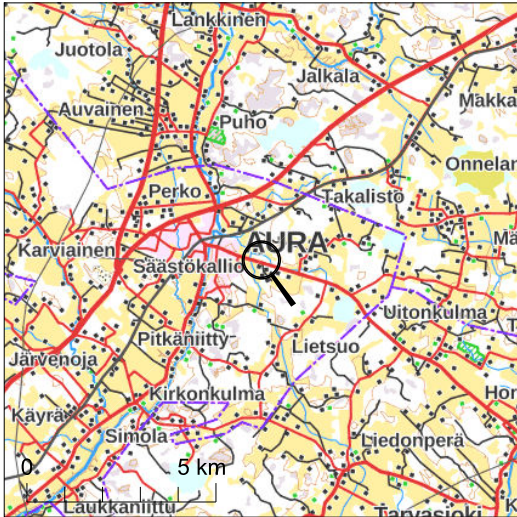 Lankkinen
Juotola
Jalkala
Makka
Auvainen
Puho
Onnelan
Perko
Takalisto
AURA
Mä
Karviainen
Säästökallio
Uitonkulma
Pitkäniitty
Lietsuo
Järvenoja
Kirkonkulma
Hor
Käyrä
Simola
Liedonperä
0
5 km
Laukkaniittu
Tarvasjoki
K